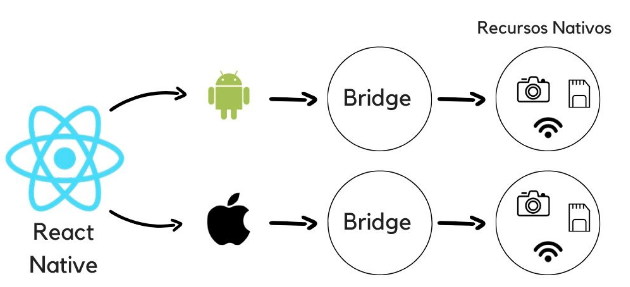 Recursos Nativos
Bridge
React
Native
Bridge